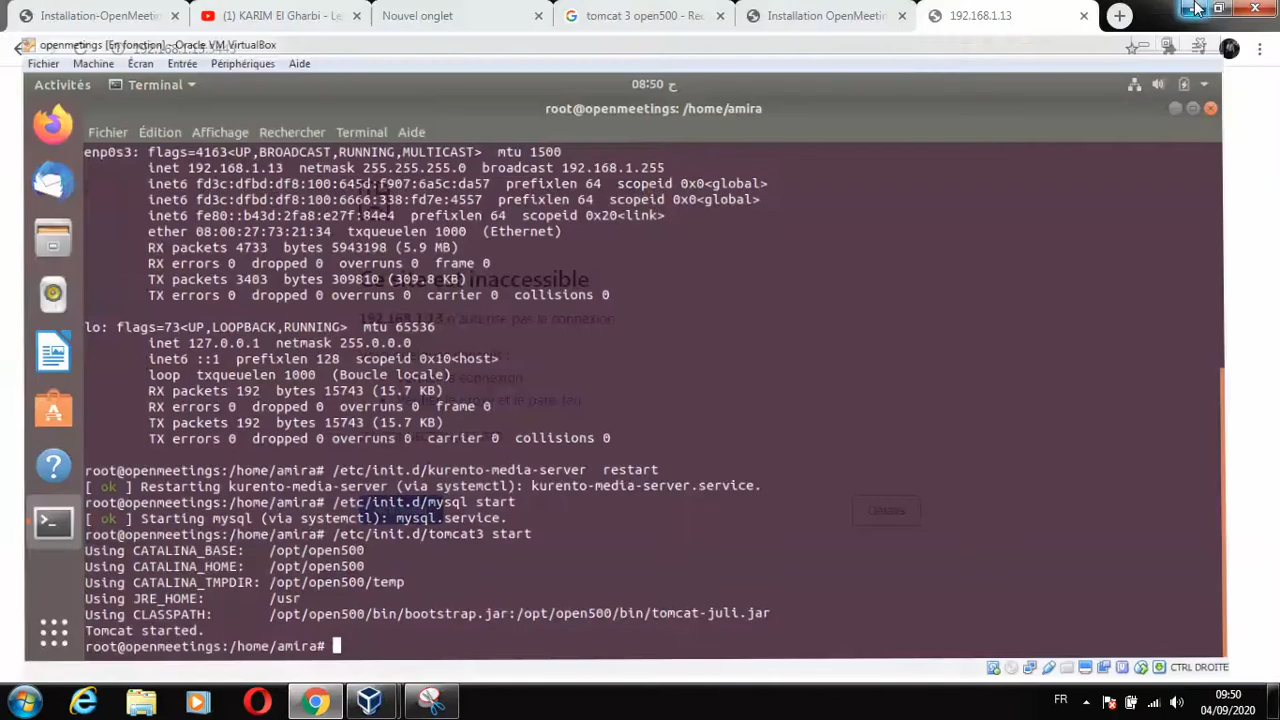 Installation-OpenMeeting
(1) KARIM El Gharbi - Le
Nouvel onglet
tomcat 3 open500 - Rec
Installation OpenMeetin
192.168.1.13
openmetings [En fonction] - Oracle VM VirtualBox
Fichier Machine Écran Entrée Périphériques Aide
Activités Terminal 08:50 ح
root@openmeetings: /home/amira
Fichier Édition Affichage Rechercher Terminal Aide
enp0s3: flags=4163<UP,BROADCAST,RUNNING,MULTICAST> mtu 1500
inet 192.168.1.13 netmask 255.255.255.0 broadcast 192.168.1.255
inet6 fd3c:dfbd:df8:100:645d:f907:6a5c:da57 prefixlen 64 scopeid 0x0<global>
inet6 fd3c:dfbd:df8:100:6666:338:fd7e:4557 prefixlen 64 scopeid 0x0<global>
inet6 fe80::b43d:2fa8:e27f:84e4 prefixlen 64 scopeid 0x20<link>
ether 08:00:27:73:21:34 txqueuelen 1000 (Ethernet)
RX packets 4733 bytes 5943198 (5.9 MB)
RX errors 0 dropped 0 overruns 0 frame 0
TX packets 3403 bytes 309810 (309.8 KB)
TX errors 0 dropped 0 overruns 0 carrier 0 collisions 0
Ce site est inaccessible
192.168.1.13 n'autorise pas la connexion
lo: flags=73<UP,LOOPBACK,RUNNING> mtu 65536
inet 127.0.0.1 netmask 255.0.0.0
inet6 ::1 prefixlen 128 scopeid 0x10<host>
loop txqueuelen 1000 (Boucle locale)
RX packets 192 bytes 15743 (15.7 KB)
RX errors 0 dropped 0 overruns 0 frame 0
TX packets 192 bytes 15743 (15.7 KB)
TX errors 0 dropped 0 overruns 0 carrier 0 collisions 0
la connexion
le proxy et le pare-feu
root@openmeetings:/home/amira# /etc/init.d/kurento-media-server restart
[ ok ] Restarting kurento-media-server (via systemctl): kurento-media-server.service.
root@openmeetings:/home/amira# /etc/init.d/mysql start
[ ok ] Starting mysql (via systemctl): mysql.service.
Détails
root@openmeetings:/home/amira# /etc/init.d/tomcat3 start
Using CATALINA_BASE: /opt/open500
Using CATALINA_HOME: /opt/open500
Using CATALINA_TMPDIR: /opt/open500/temp
Using JRE_HOME: /usr
Using CLASSPATH: /opt/open500/bin/bootstrap.jar:/opt/open500/bin/tomcat-juli.jar
Tomcat started.
root@openmeetings:/home/amira#
CTRL DROITE
FR
09:50
04/09/2020